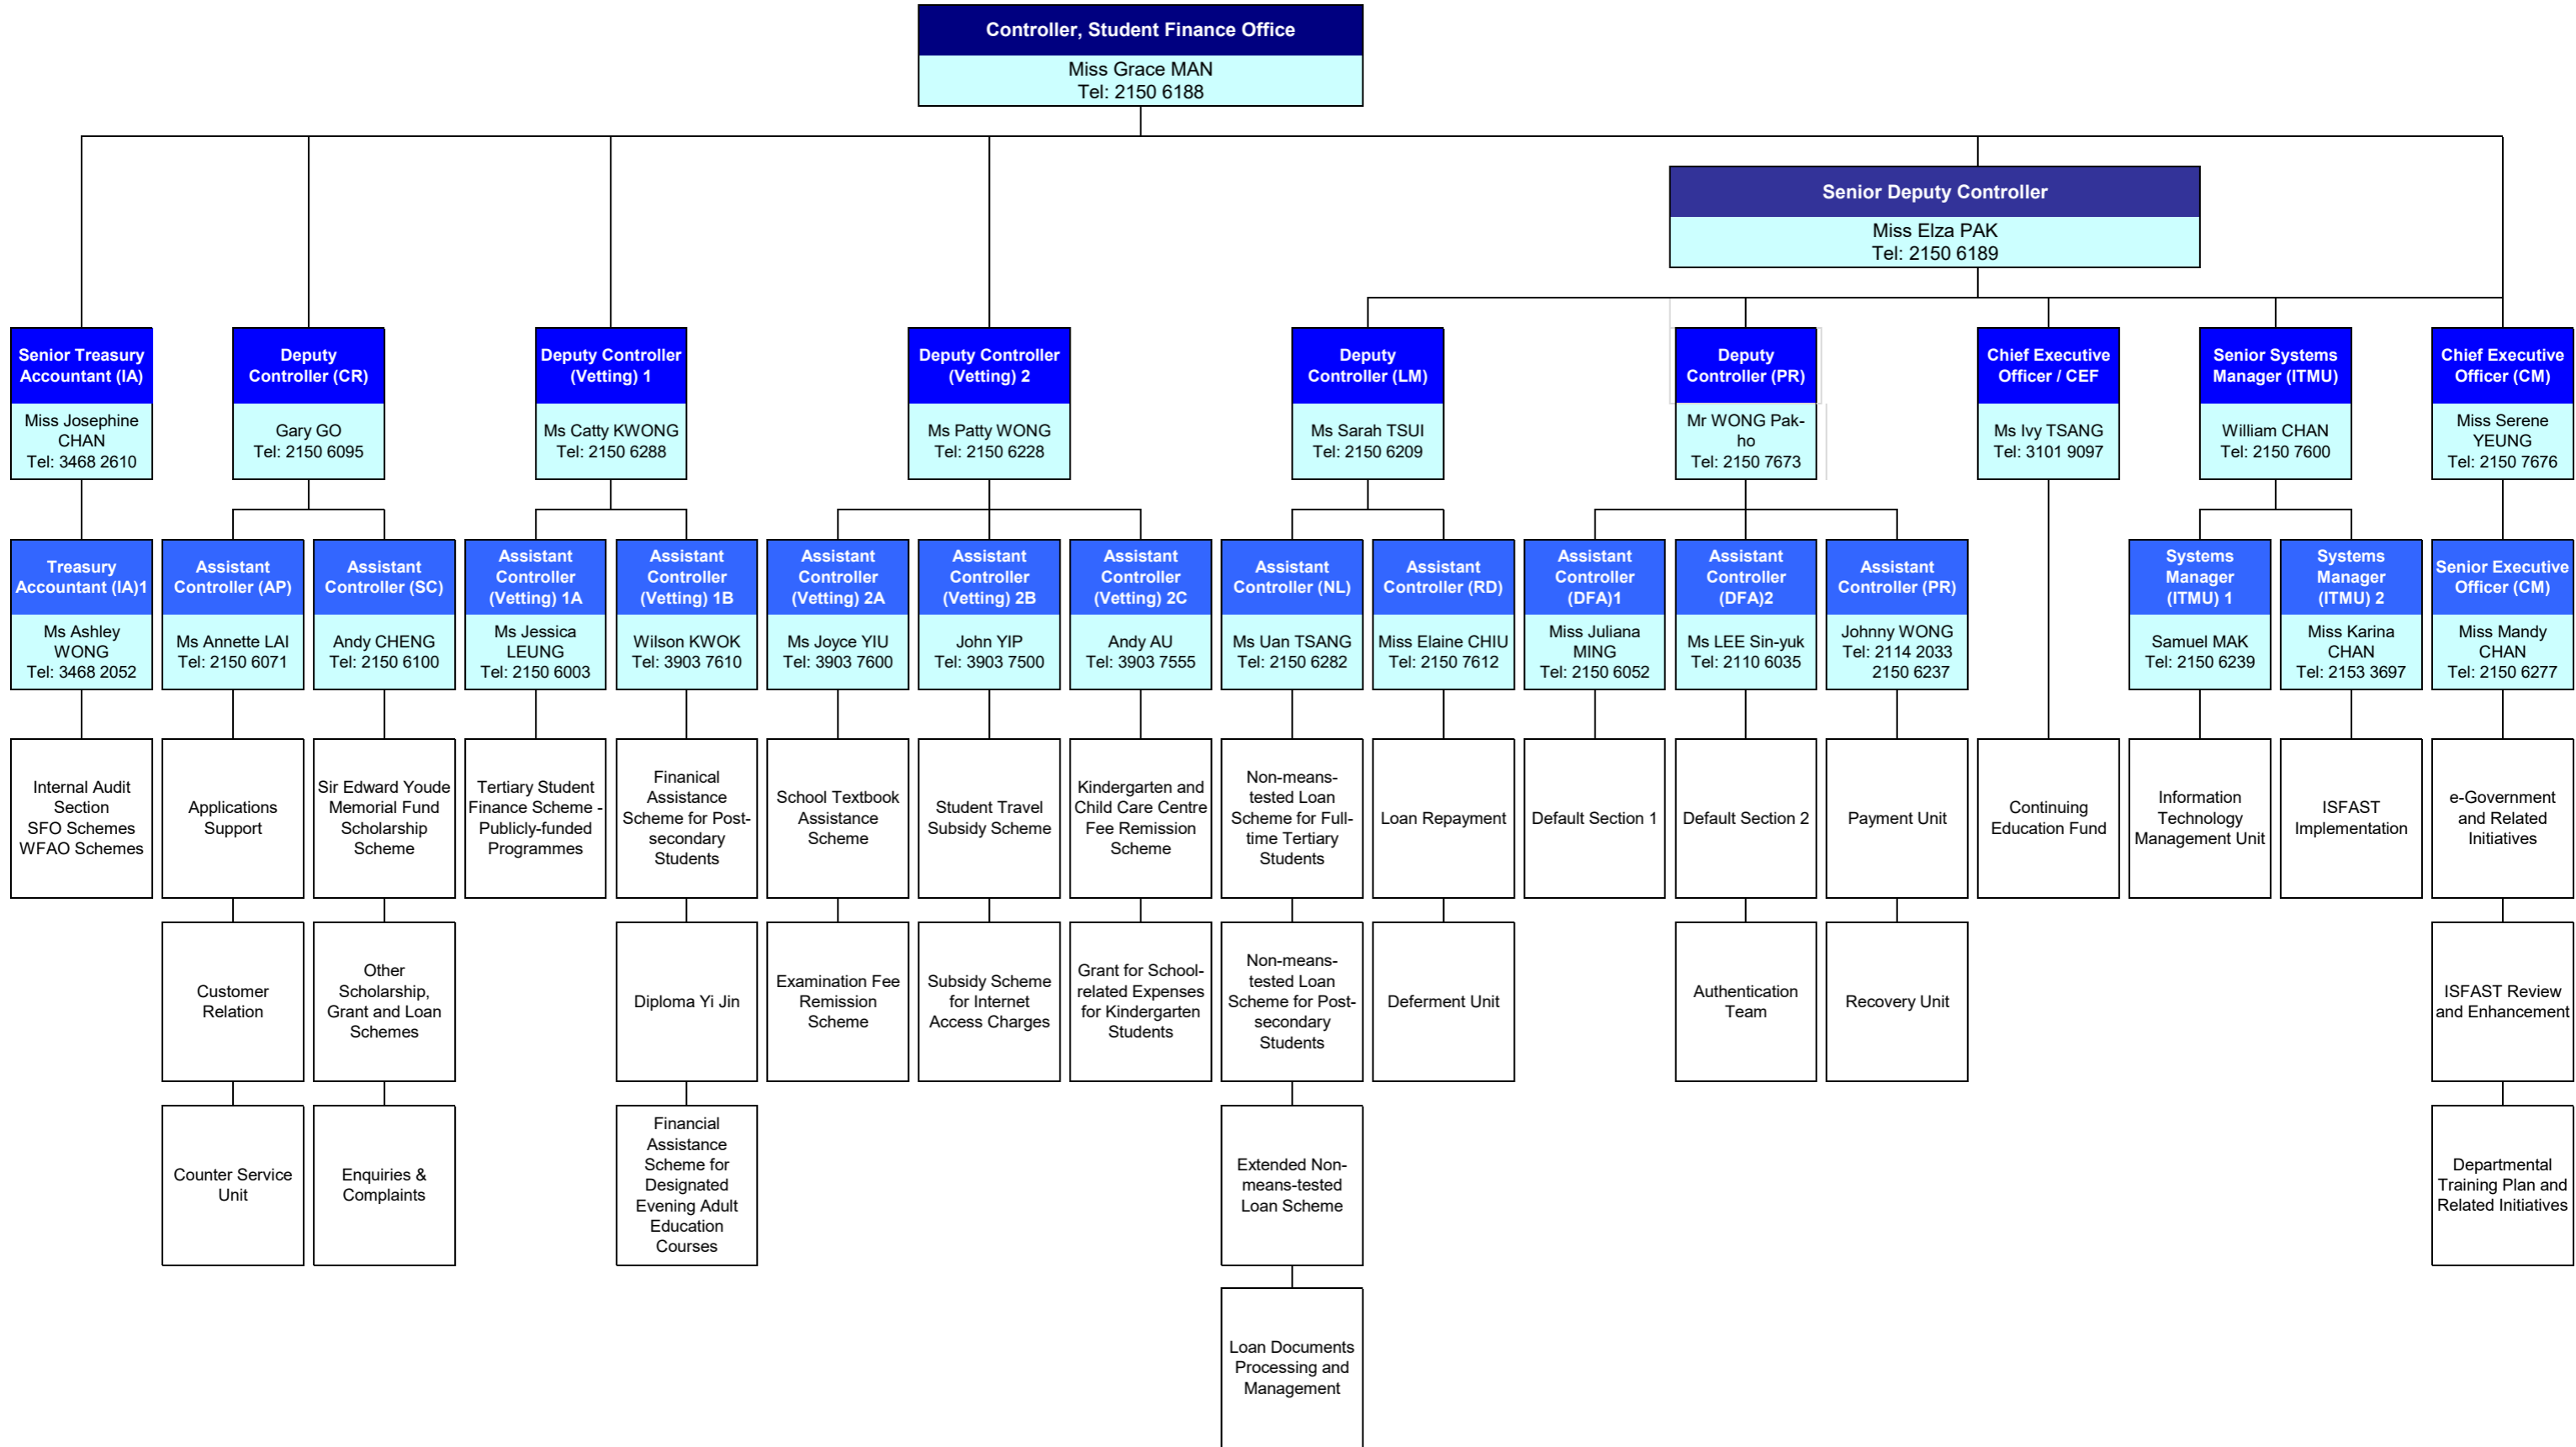 Controller, Student Finance Office
Miss Grace MAN
Tel: 2150 6188
Senior Deputy Controller
Miss Elza PAK
Tel: 2150 6189
Senior Treasury
Accountant (IA)
Miss Josephine
CHAN
Tel: 3468 2610
Deputy
Controller (CR)
Gary GO
Tel: 2150 6095
Deputy Controller
(Vetting) 1
Ms Catty KWONG
Tel: 2150 6288
Deputy Controller
(Vetting) 2
Ms Patty WONG
Tel: 2150 6228
Deputy
Controller (LM)
Ms Sarah TSUI
Tel: 2150 6209
Deputy
Controller (PR)
Mr WONG Pak-
ho
Tel: 2150 7673
Chief Executive
Officer / CEF
Ms Ivy TSANG
Tel: 3101 9097
Senior Systems
Manager (ITMU)
William CHAN
Tel: 2150 7600
Chief Executive
Officer (CM)
Miss Serene
YEUNG
Tel: 2150 7676
Treasury
Accountant (IA)1
Ms Ashley
WONG
Tel: 3468 2052
Assistant
Controller (AP)
Ms Annette LAI
Tel: 2150 6071
Assistant
Controller (SC)
Andy CHENG
Tel: 2150 6100
Assistant
Controller
(Vetting) 1A
Ms Jessica
LEUNG
Tel: 2150 6003
Assistant
Controller
(Vetting) 1B
Wilson KWOK
Tel: 3903 7610
Assistant
Controller
(Vetting) 2A
Ms Joyce YIU
Tel: 3903 7600
Assistant
Controller
(Vetting) 2B
John YIP
Tel: 3903 7500
Assistant
Controller
(Vetting) 2C
Andy AU
Tel: 3903 7555
Assistant
Controller (NL)
Ms Uan TSANG
Tel: 2150 6282
Assistant
Controller (RD)
Miss Elaine CHIU
Tel: 2150 7612
Assistant
Controller
(DFA)1
Miss Juliana
MING
Tel: 2150 6052
Assistant
Controller
(DFA)2
Ms LEE Sin-yuk
Tel: 2110 6035
Assistant
Controller (PR)
Johnny WONG
Tel: 2114 2033
2150 6237
Systems
Manager
(ITMU) 1
Samuel MAK
Tel: 2150 6239
Systems
Manager
(ITMU) 2
Miss Karina
CHAN
Tel: 2153 3697
Senior Executive
Officer (CM)
Miss Mandy
CHAN
Tel: 2150 6277
Internal Audit
Section
SFO Schemes
WFAO Schemes
Applications
Support
Sir Edward Youde
Memorial Fund
Scholarship
Scheme
Tertiary Student
Finance Scheme -
Publicly-funded
Programmes
Finanical
Assistance
Scheme for Post-
secondary
Students
School Textbook
Assistance
Scheme
Student Travel
Subsidy Scheme
Kindergarten and
Child Care Centre
Fee Remission
Scheme
Non-means-
tested Loan
Scheme for Full-
time Tertiary
Students
Loan Repayment
Default Section 1
Default Section 2
Payment Unit
Continuing
Education Fund
Information
Technology
Management Unit
ISFAST
Implementation
e-Government
and Related
Initiatives
Customer
Relation
Other
Scholarship,
Grant and Loan
Schemes
Diploma Yi Jin
Examination Fee
Remission
Scheme
Subsidy Scheme
for Internet
Access Charges
Grant for School-
related Expenses
for Kindergarten
Students
Non-means-
tested Loan
Scheme for Post-
secondary
Students
Deferment Unit
Authentication
Team
Recovery Unit
ISFAST Review
and Enhancement
Counter Service
Unit
Enquiries &
Complaints
Financial
Assistance
Scheme for
Designated
Evening Adult
Education
Courses
Extended Non-
means-tested
Loan Scheme
Departmental
Training Plan and
Related Initiatives
Loan Documents
Processing and
Management